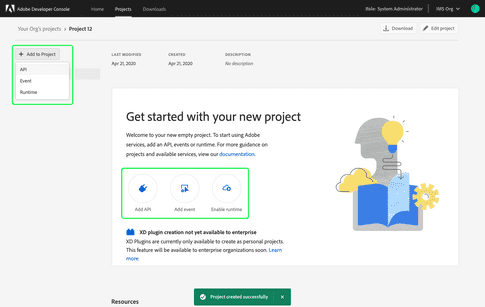 Adobe Developer Console
Home
Projects
Downloads
Role: System Administrator
IMS Org
Your Org's projects
Project 12
Download
Edit project
+ Add to Project
API
Event
Runtime
LAST MODIFIED
CREATED
DESCRIPTION
Apr 21, 2020
Apr 21, 2020
No description
Get started with your new project
Welcome to your new empty project. To start using Adobe
services, add an API, events or runtime. For more guidance on
projects and available services, view our documentation.
Add API
Add event
Enable runtime
XD plugin creation not yet available to enterprise
XD Plugins are currently only available to create as personal projects.
This feature will be available to enterprise organizations soon. Learn
more.
Project created successfully
Resources